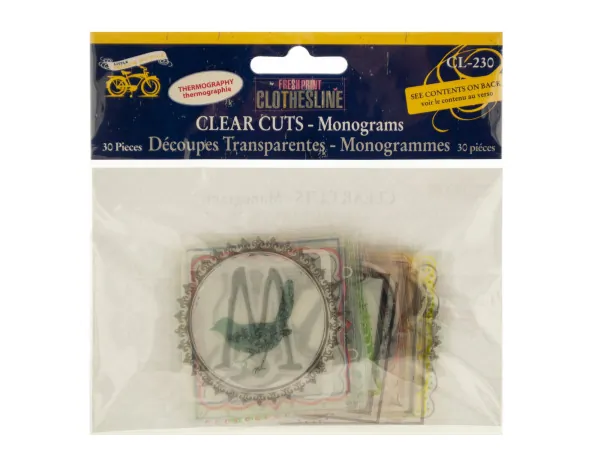 CL-230
THERMOGRAPHY
thermographie
FRESH PRINT
CLOTHESLINE
SEE CONTENTS ON BACK
voir le contenu au verso
CLEAR CUTS - Monograms
30 Pieces Découpes Transparentes - Monogrammes 30 piéces
M